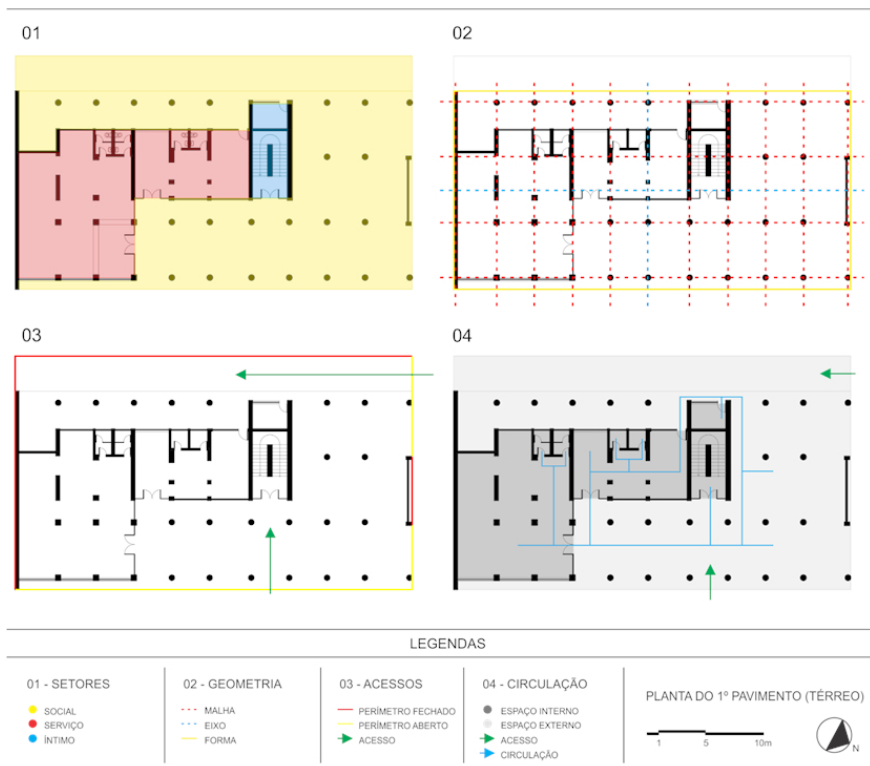 01
02
03
04
LEGENDAS
01 - SETORES
SOCIAL
SERVIÇO
ÍNTIMO
02 - GEOMETRIA
MALHA
EIXO
FORMA
03 - ACESSOS
PERÍMETRO FECHADO
PERÍMETRO ABERTO
ACESSO
04 - CIRCULAÇÃO
ESPAÇO INTERNO
ESPAÇO EXTERNO
ACESSO
CIRCULAÇÃO
PLANTA DO 1º PAVIMENTO (TÉRREO)
1 5 10m
N